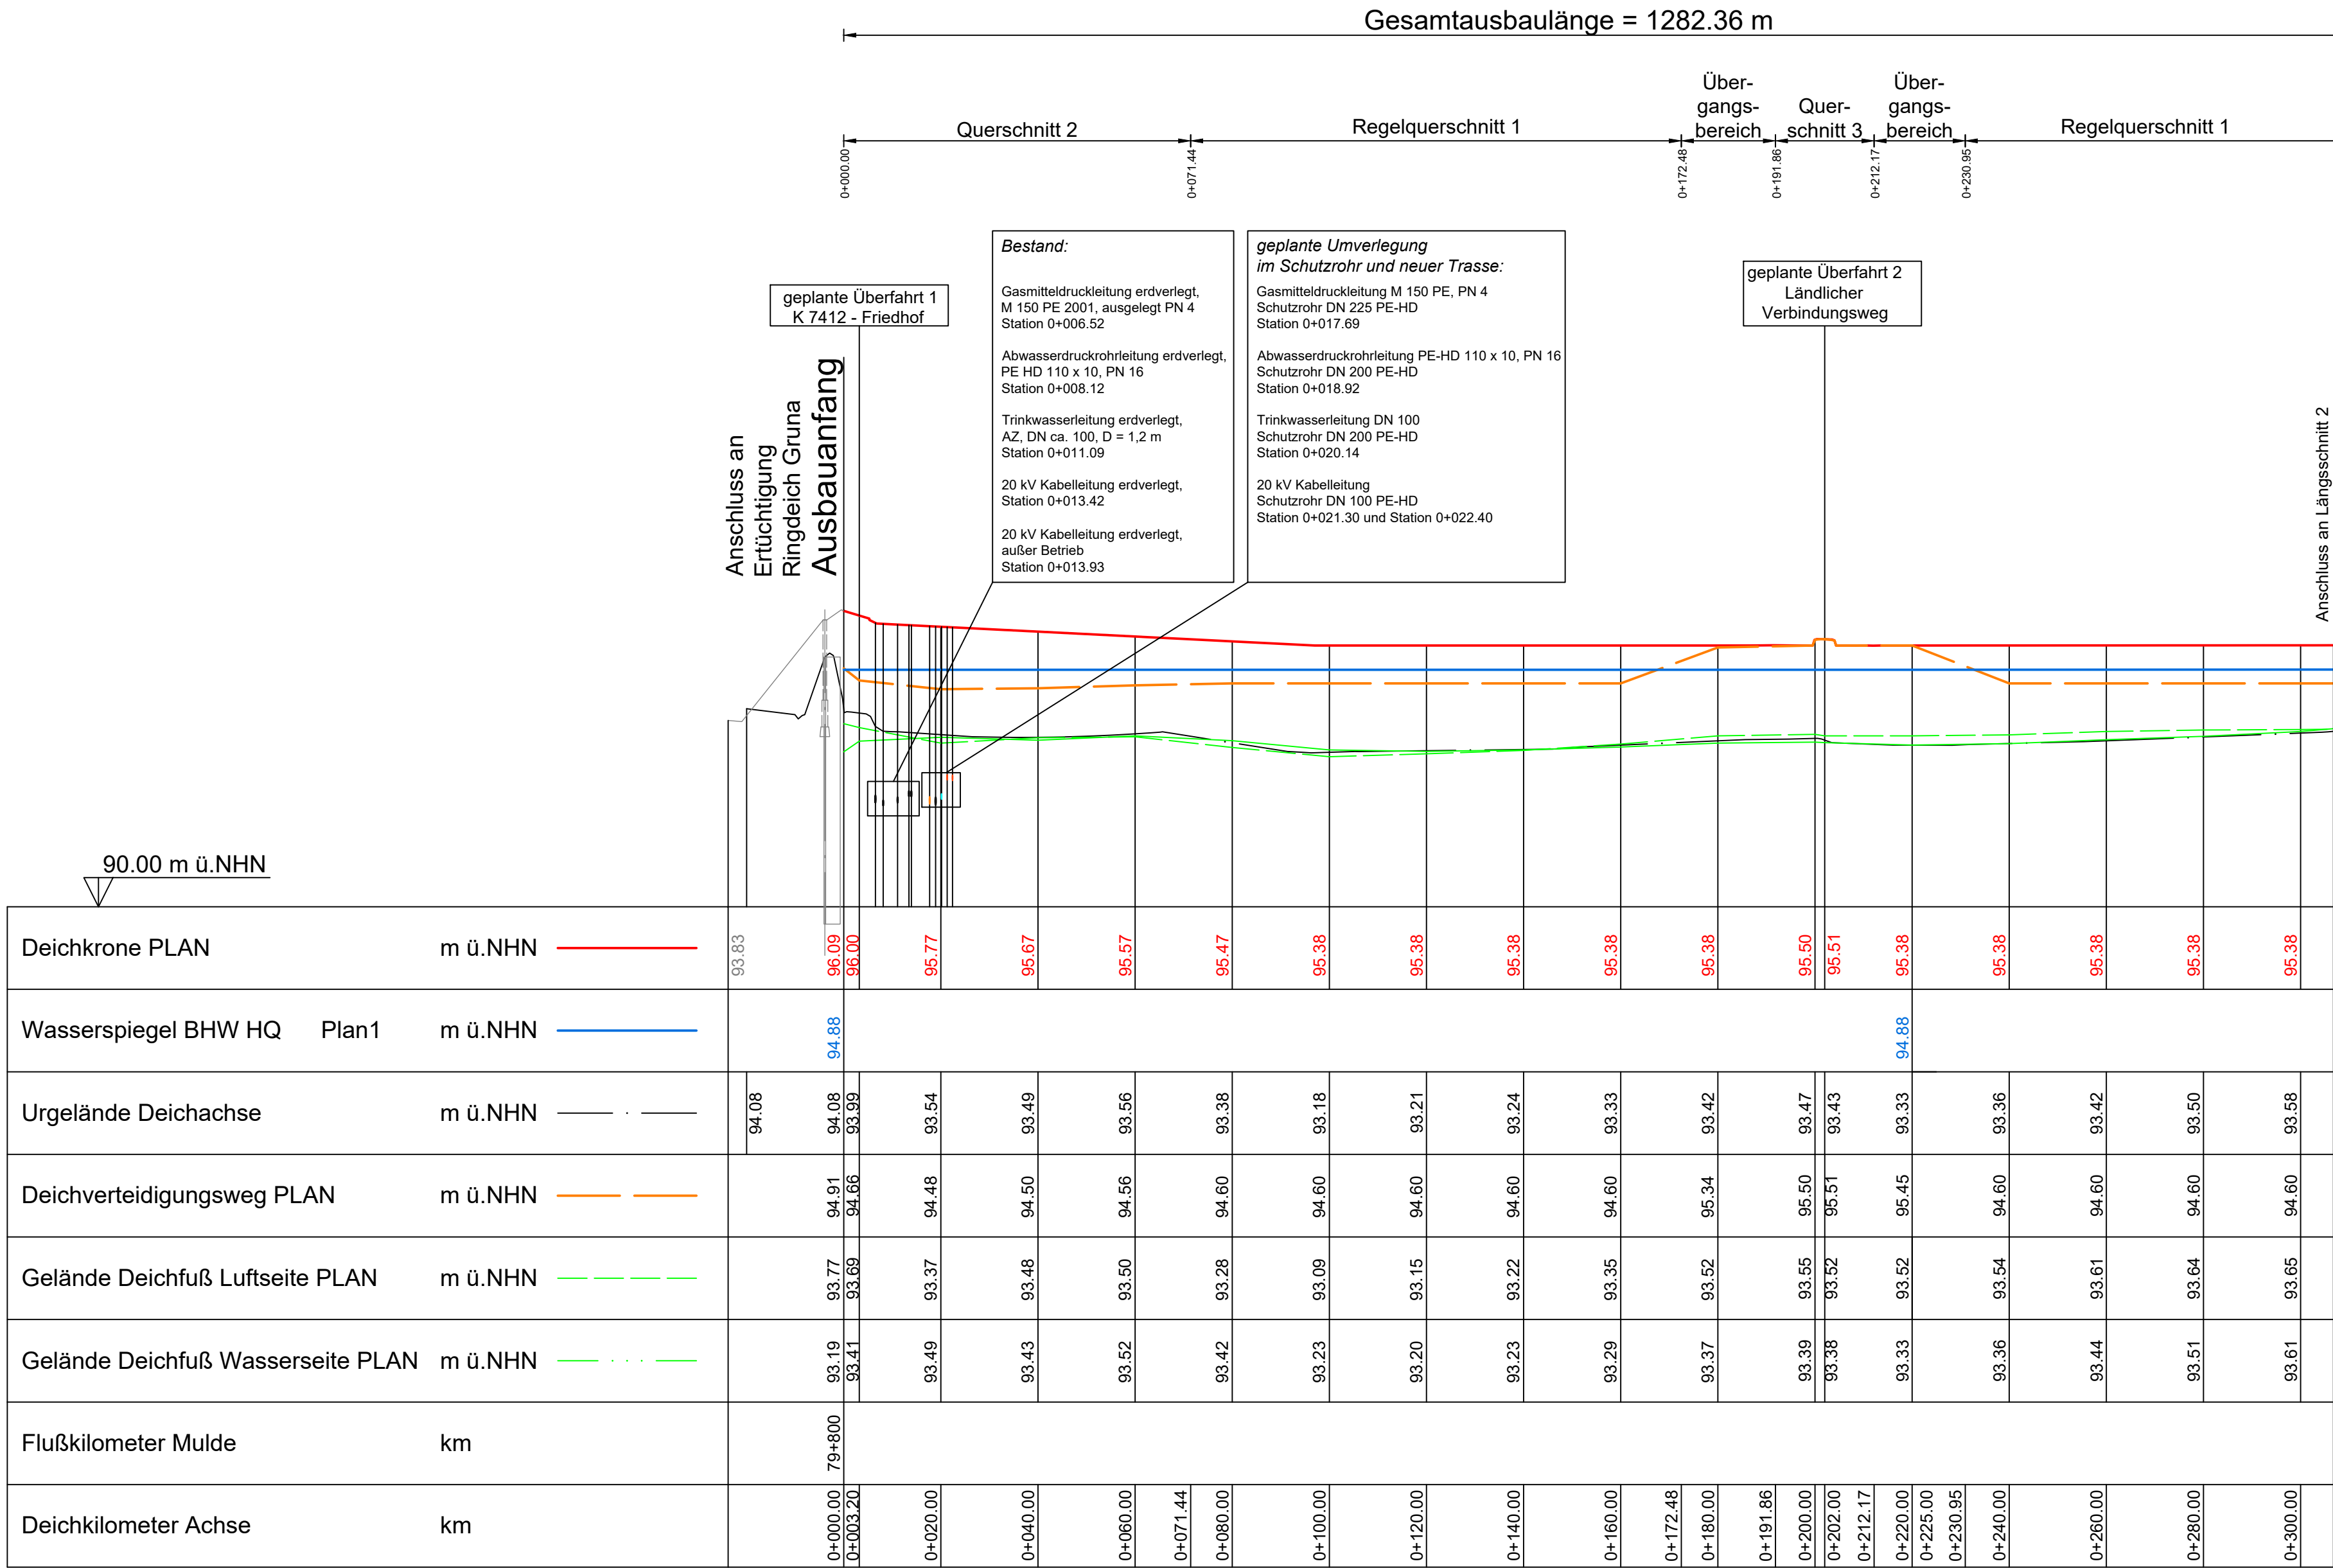 Gesamtausbaulänge = 1282.36 m
Querschnitt 2
Regelquerschnitt 1
Über-
gangs-
bereich
Quer-
schnitt 3
Über-
gangs-
bereich
Regelquerschnitt 1
0+000.00
0+071.44
0+172.48
0+191.86
0+212.17
0+230.95
geplante Überfahrt 1
K 7412 - Friedhof
Bestand:
Gasmitteldruckleitung erdverlegt,
M 150 PE 2001, ausgelegt PN 4
Station 0+006.52
Abwasserdruckrohrleitung erdverlegt,
PE HD 110 x 10, PN 16
Station 0+008.12
Trinkwasserleitung erdverlegt,
AZ, DN ca. 100, D = 1,2 m
Station 0+011.09
20 kV Kabelleitung erdverlegt,
Station 0+013.42
20 kV Kabelleitung erdverlegt,
außer Betrieb
Station 0+013.93
geplante Umverlegung
im Schutzrohr und neuer Trasse:
Gasmitteldruckleitung M 150 PE, PN 4
Schutzrohr DN 225 PE-HD
Station 0+017.69
Abwasserdruckrohrleitung PE-HD 110 x 10, PN 16
Schutzrohr DN 200 PE-HD
Station 0+018.92
Trinkwasserleitung DN 100
Schutzrohr DN 200 PE-HD
Station 0+020.14
20 kV Kabelleitung
Schutzrohr DN 100 PE-HD
Station 0+021.30 und Station 0+022.40
geplante Überfahrt 2
Ländlicher
Verbindungsweg
Anschluss an
Ertüchtigung
Ringdeich Gruna
Ausbauanfang
Anschluss an Längsschnitt 2
90.00 m ü.NHN
Deichkrone PLAN m ü.NHN 93.83 96.09 96.00 95.77 95.67 95.57 95.47 95.38 95.38 95.38 95.38 95.38 95.50 95.51 95.38 95.38 95.38 95.38 95.38
Wasserspiegel BHW HQ Plan1 m ü.NHN 94.88 94.88
Urgelände Deichachse m ü.NHN 94.08 94.08 93.99 93.54 93.49 93.56 93.38 93.18 93.21 93.24 93.33 93.42 93.47 93.43 93.33 93.36 93.42 93.50 93.58
Deichverteidigungsweg PLAN m ü.NHN 94.91 94.66 94.48 94.50 94.56 94.60 94.60 94.60 94.60 94.60 95.34 95.50 95.51 95.45 94.60 94.60 94.60 94.60
Gelände Deichfuß Luftseite PLAN m ü.NHN 93.77 93.69 93.37 93.48 93.50 93.28 93.09 93.15 93.22 93.35 93.52 93.55 93.52 93.52 93.54 93.61 93.64 93.65
Gelände Deichfuß Wasserseite PLAN m ü.NHN 93.19 93.41 93.49 93.43 93.52 93.42 93.23 93.20 93.23 93.29 93.37 93.39 93.38 93.33 93.36 93.44 93.51 93.61
Flußkilometer Mulde km 79+800
Deichkilometer Achse km 0+000.00 0+003.20 0+020.00 0+040.00 0+060.00 0+071.44 0+080.00 0+100.00 0+120.00 0+140.00 0+160.00 0+172.48 0+180.00 0+191.86 0+200.00 0+202.00 0+212.17 0+220.00 0+225.00 0+230.95 0+240.00 0+260.00 0+280.00 0+300.00